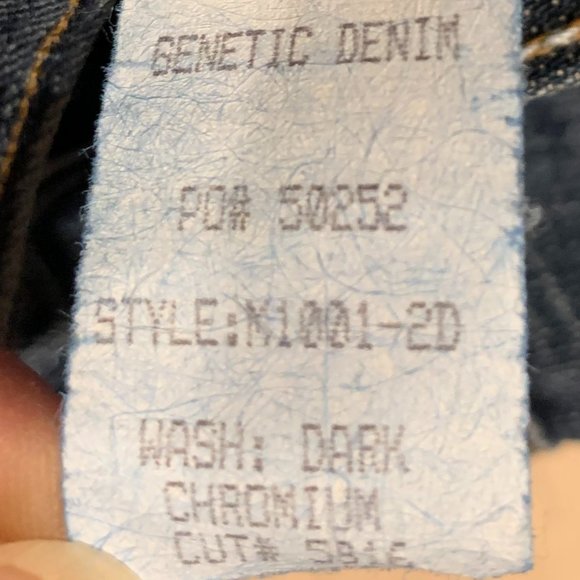 GENETIC DENIM
PO# 50252
STYLE:M1001-2D
WASH: DARK
CHROMIUM
CUT#